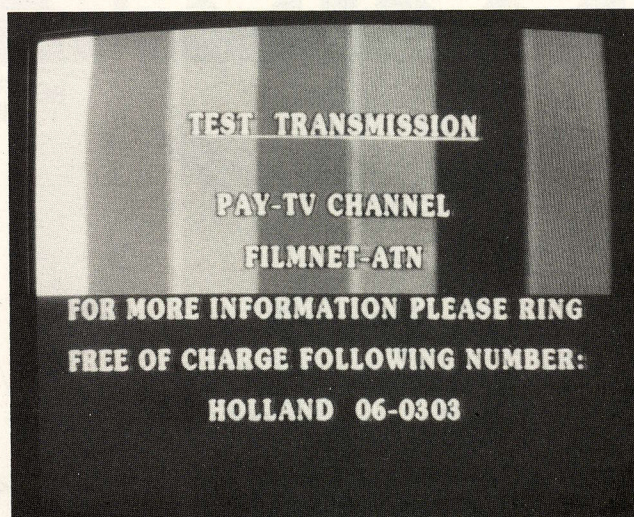 TEST TRANSMISSION
PAY-TV CHANNEL
FILMNET-ATN
FOR MORE INFORMATION PLEASE RING
FREE OF CHARGE FOLLOWING NUMBER:
HOLLAND 06-0303